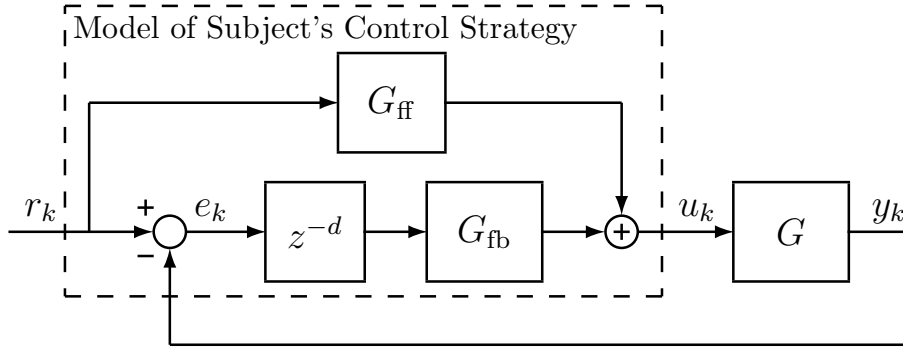 Model of Subject's Control Strategy
G_ff
r_k
+
−
e_k
z^{-d}
G_fb
+
u_k
G
y_k